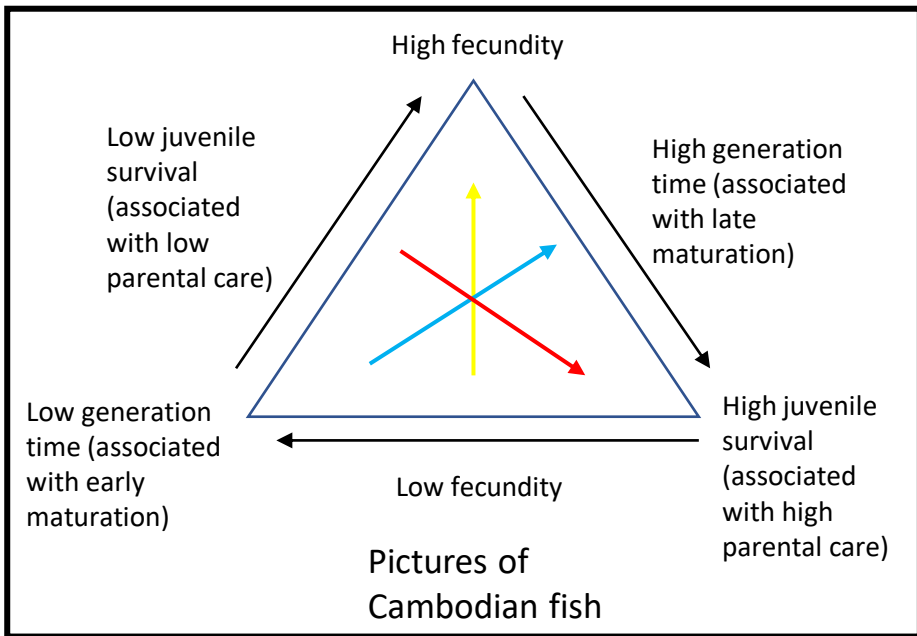 High fecundity
Low juvenile
survival
(associated
with low
parental care)
High generation
time (associated
with late
maturation)
Low generation
time (associated
with early
maturation)
Low fecundity
High juvenile
survival
(associated
with high
parental care)
Pictures of
Cambodian fish